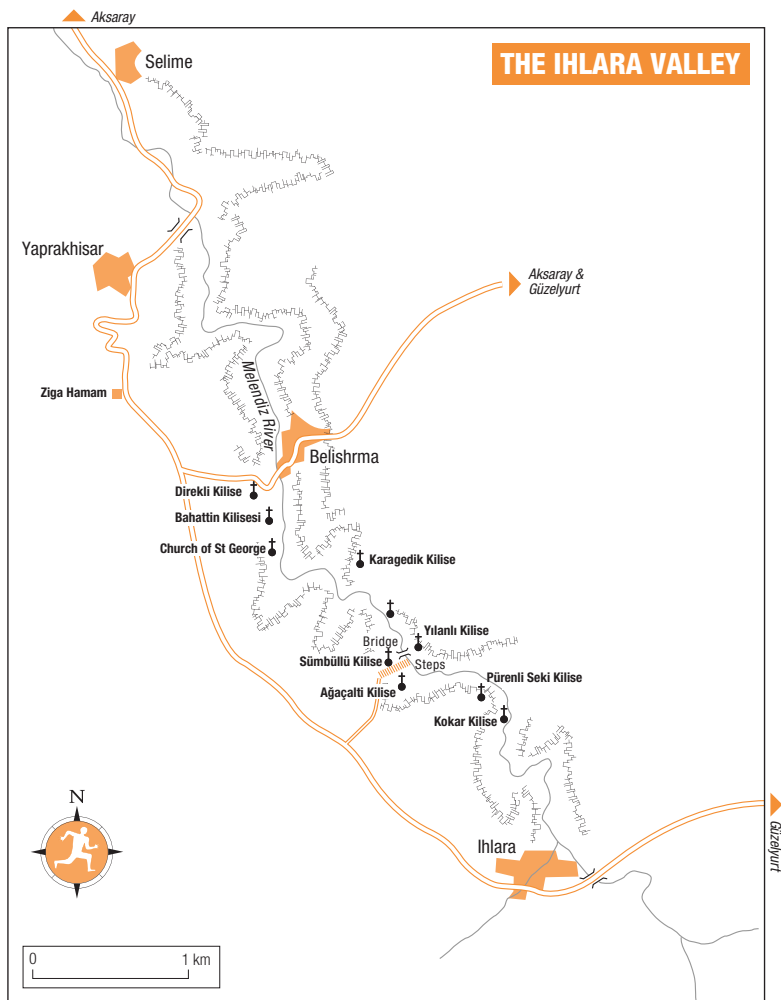 Aksaray
THE IHLARA VALLEY
Selime
Yaprakhisar
Aksaray &
Güzelyurt
Ziga Hamam
Melendiz River
Belishrma
Direkli Kilise
Bahattin Kilisesi
Church of St George
Karagedik Kilise
Yılanlı Kilise
Bridge
Sümbüllü Kilise
Steps
Ağaçalti Kilise
Pürenli Seki Kilise
Kokar Kilise
N
Ihlara
Güzelyurt
0 1 km